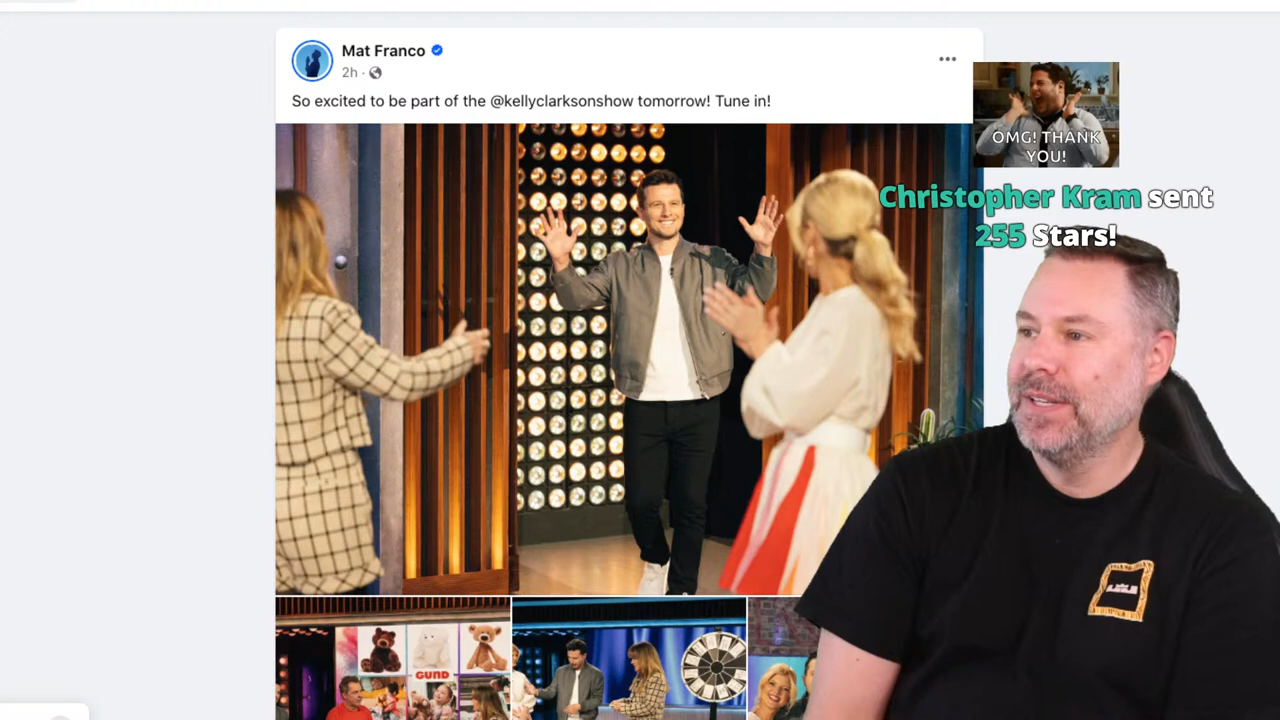 Mat Franco
2h ·
So excited to be part of the @kellyclarksonshow tomorrow! Tune in!
OMG! THANK
YOU!
Christopher Kram sent
255 Stars!
GUND